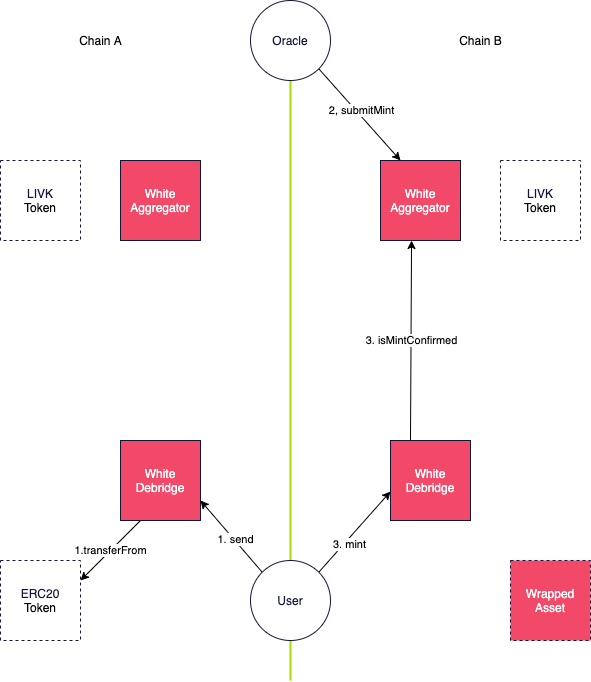 Chain A
Oracle
Chain B
2, submitMint
LIVK
Token
White
Aggregator
White
Aggregator
LIVK
Token
3. isMintConfirmed
White
Debridge
White
Debridge
1. send
3. mint
1.transferFrom
ERC20
Token
User
Wrapped
Asset